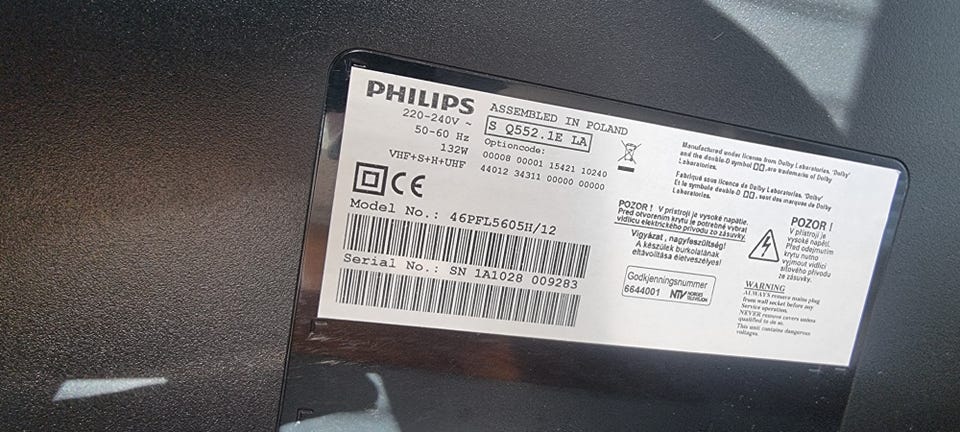 PHILIPS
220-240V ~
50-60 Hz
132W
VHF+S+H+UHF
ASSEMBLED IN POLAND
S Q552.1E LA
Optioncode:
00008 00001 15421 10240
44012 34311 00000 00000
CE
Model No.: 46PFL5605H/12
Serial No.: SN 1A1028 009283
Manufactured under license from Dolby Laboratories. 'Dolby'
and the double-D symbol are trademarks of Dolby
Laboratories.
Fabriqué sous licence de Dolby Laboratories. 'Dolby'
Et le symbole double-D , sont des marques de Dolby
Laboratories.
POZOR ! V prístroji je vysoké napätie.
Pred otvorením krytu je potrebné vybrat
vidlicu elektrického prívodu zo zásuvky.
Vigyázat , nagyfeszültség!
A készülék burkolatának
eltávolítása életveszélyes!
Godkjenningsnummer
6644001 NTV NORGES
TELEVISION
POZOR !
V přístroji je
vysoké napětí.
Před odejmutím
krytu nutno
vyjmout vidlici
síťového přívodu
ze zásuvky.
WARNING
ALWAYS remove mains plug
from wall socket before any
Service operation.
NEVER remove covers unless
qualified to do so.
This unit contains dangerous
voltages.